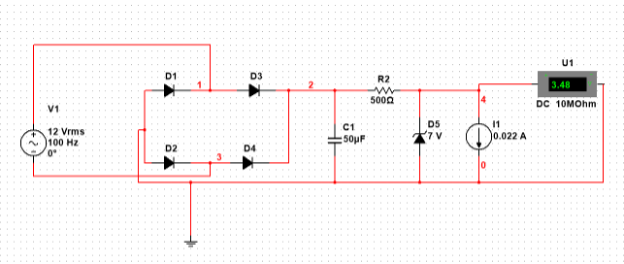 V1
12 Vrms
100 Hz
0°
D1
1
D3
2
D2
3
D4
C1
50µF
R2
500Ω
D5
7 V
4
I1
0.022 A
0
U1
3.48
DC 10MOhm